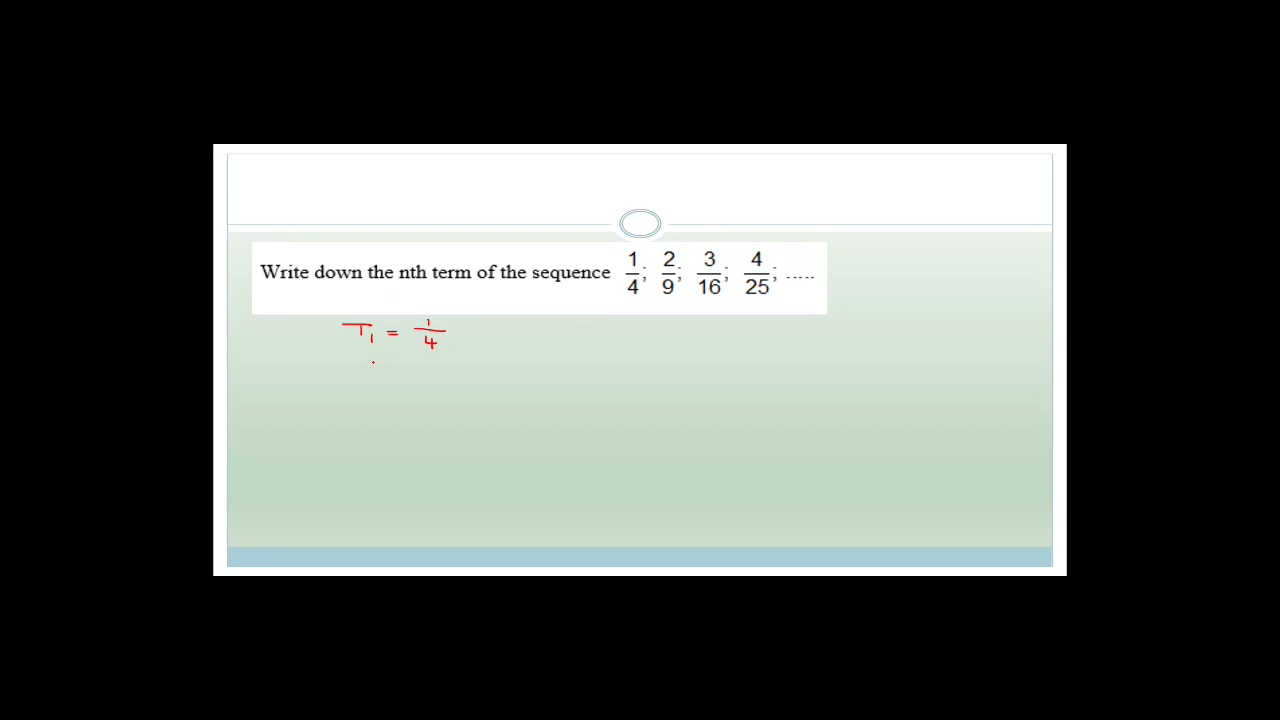 Write down the nth term of the sequence 1/4; 2/9; 3/16; 4/25; .....
T₁ = 1/4